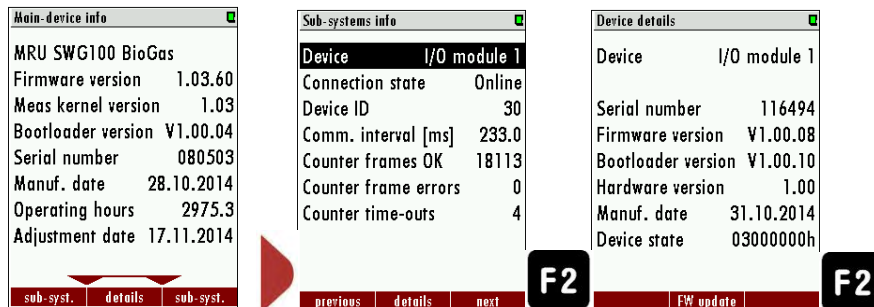 Main-device info
MRU SWG100 BioGas
Firmware version 1.03.60
Meas kernel version 1.03
Bootloader version V1.00.04
Serial number 080503
Manuf. date 28.10.2014
Operating hours 2975.3
Adjustment date 17.11.2014
sub-syst. details sub-syst.
Sub-systems info
Device I/O module 1
Connection state Online
Device ID 30
Comm. interval [ms] 233.0
Counter frames OK 18113
Counter frame errors 0
Counter time-outs 4
previous details next
F2
Device details
Device I/O module 1
Serial number 116494
Firmware version V1.00.08
Bootloader version V1.00.10
Hardware version 1.00
Manuf. date 31.10.2014
Device state 03000000h
FW update
F2